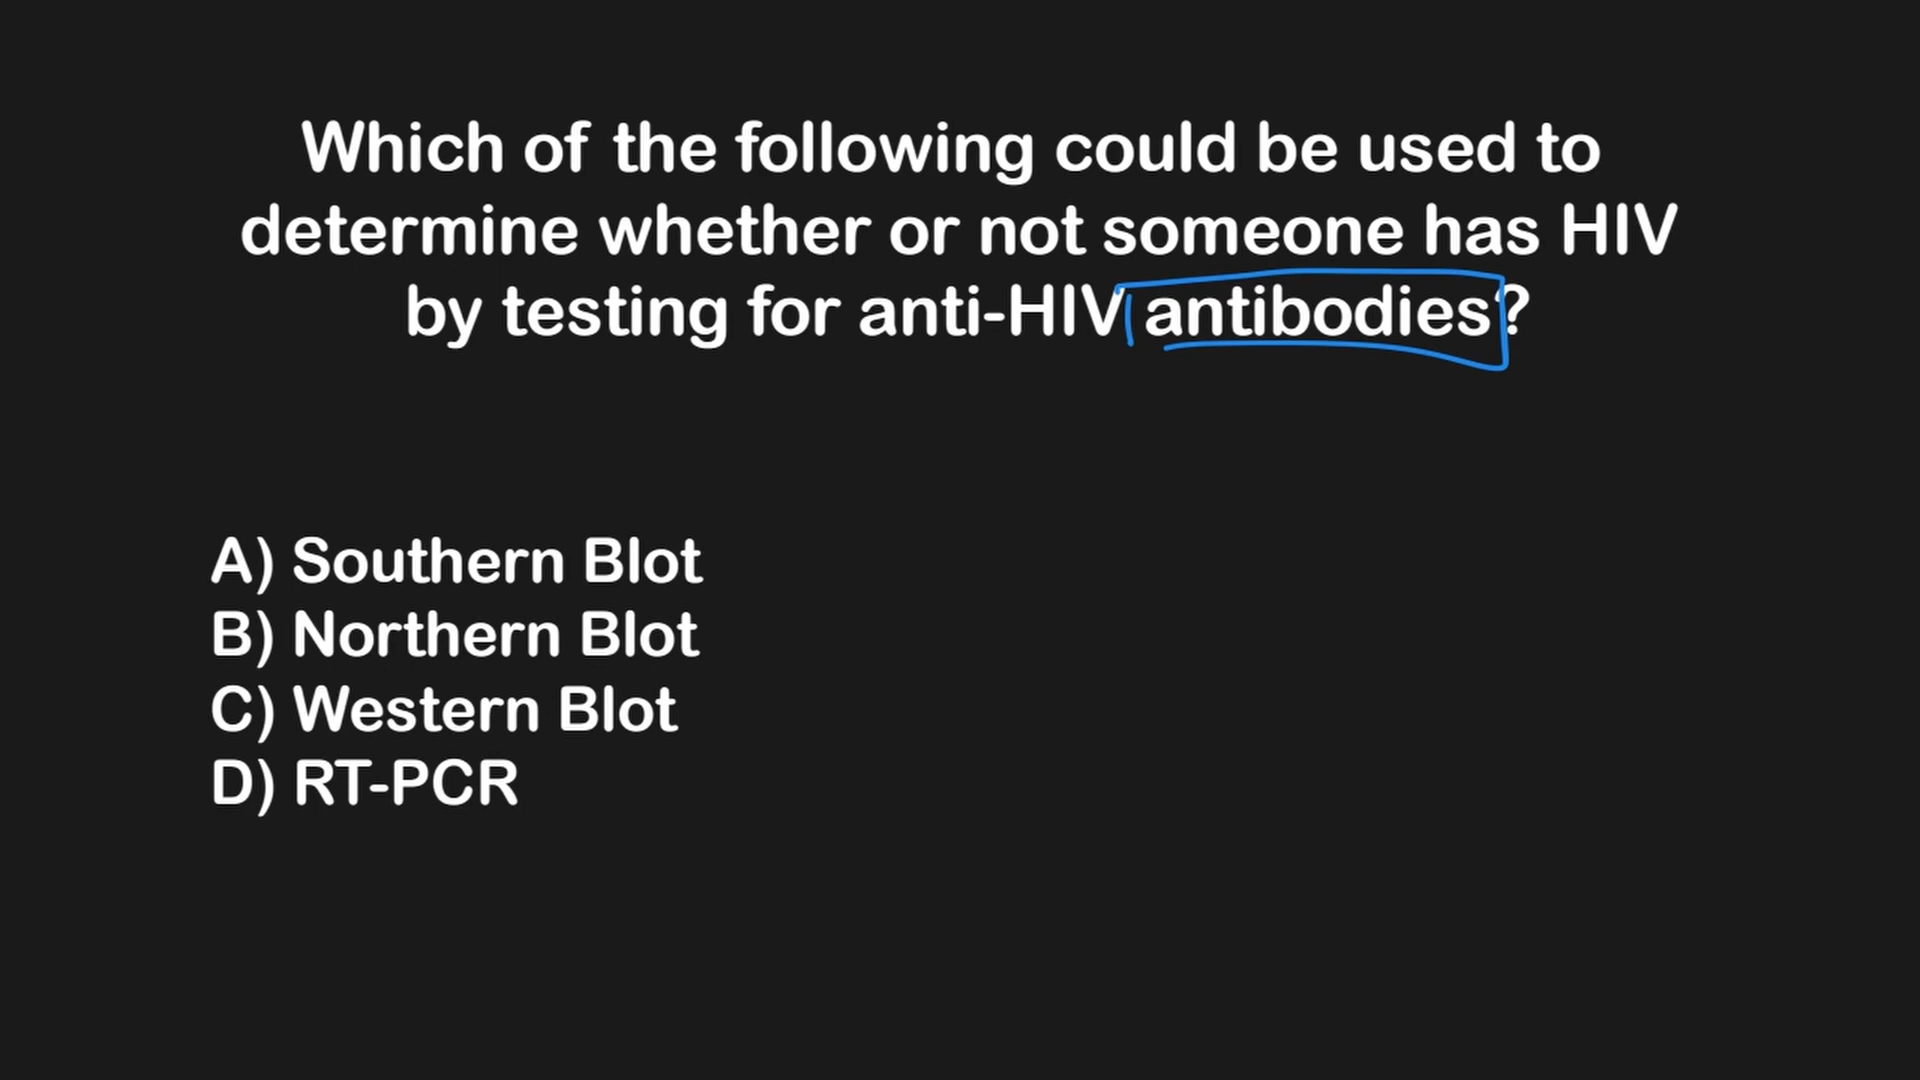 Which of the following could be used to
determine whether or not someone has HIV
by testing for anti-HIV antibodies?
A) Southern Blot
B) Northern Blot
C) Western Blot
D) RT-PCR